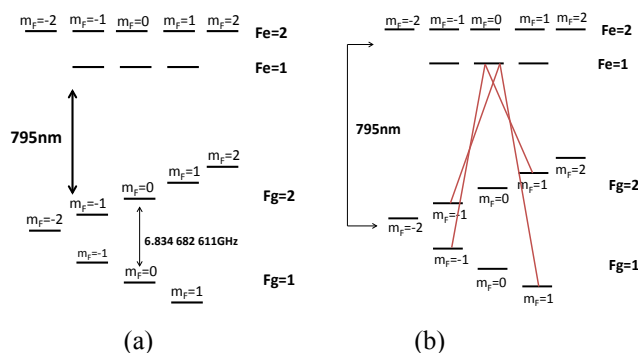 m_F=-2 m_F=-1 m_F=0 m_F=1 m_F=2
Fe=2
Fe=1
795nm
m_F=2
m_F=1
m_F=0
m_F=-1
m_F=-2
Fg=2
6.834 682 611GHz
m_F=-1
m_F=0
m_F=1
Fg=1
(a)
m_F=-2 m_F=-1 m_F=0 m_F=1 m_F=2
Fe=2
Fe=1
795nm
m_F=2
m_F=1
m_F=0
m_F=-1
m_F=-2
Fg=2
m_F=-1
m_F=0
m_F=1
Fg=1
(b)